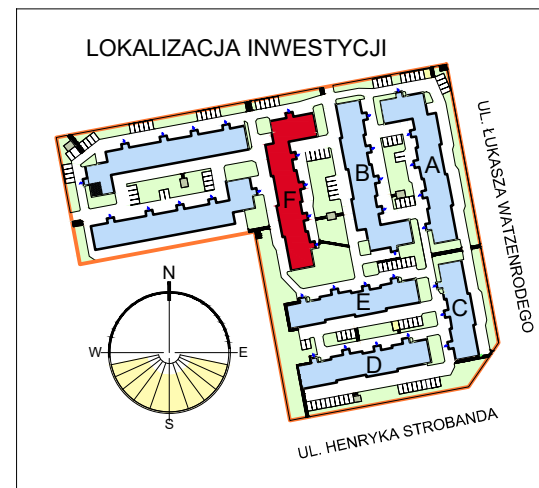 LOKALIZACJA INWESTYCJI
UL. ŁUKASZA WATZENRODEGO
A
B
F
C
E
D
N
W
E
S
UL. HENRYKA STROBANDA